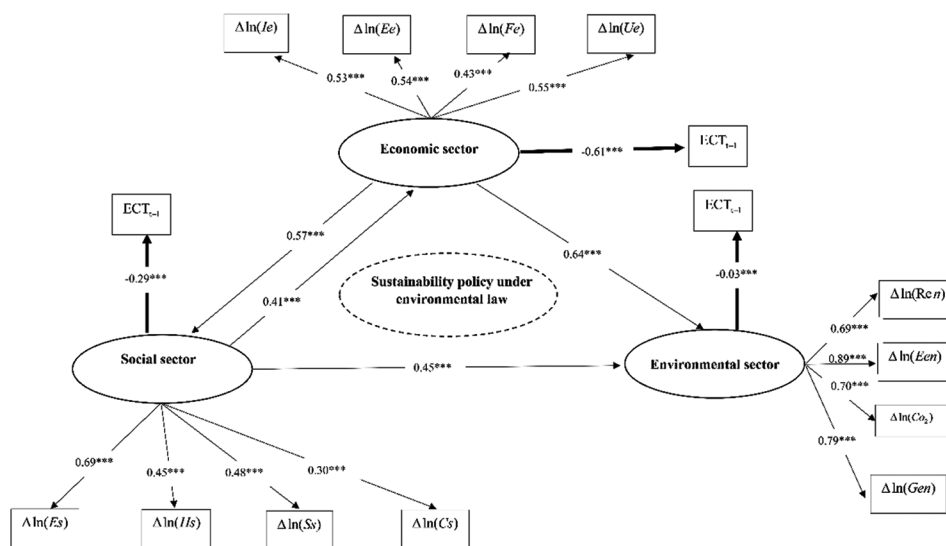 Δln(Ie)
Δln(Ee)
Δln(Fe)
Δln(Ue)
0.53***
0.54***
0.43***
0.55***
Economic sector
-0.61***
ECTt–1
ECTt–1
ECTt–1
0.57***
0.64***
-0.29***
-0.03***
Sustainability policy under
environmental law
0.41***
Δln(Ren)
0.69***
Social sector
0.45***
Environmental sector
0.89***
Δln(Een)
0.70***
Δln(Co2)
0.79***
Δln(Gen)
0.69***
0.45***
0.48***
0.30***
Δln(Es)
Δln(Hs)
Δln(Ss)
Δln(Cs)